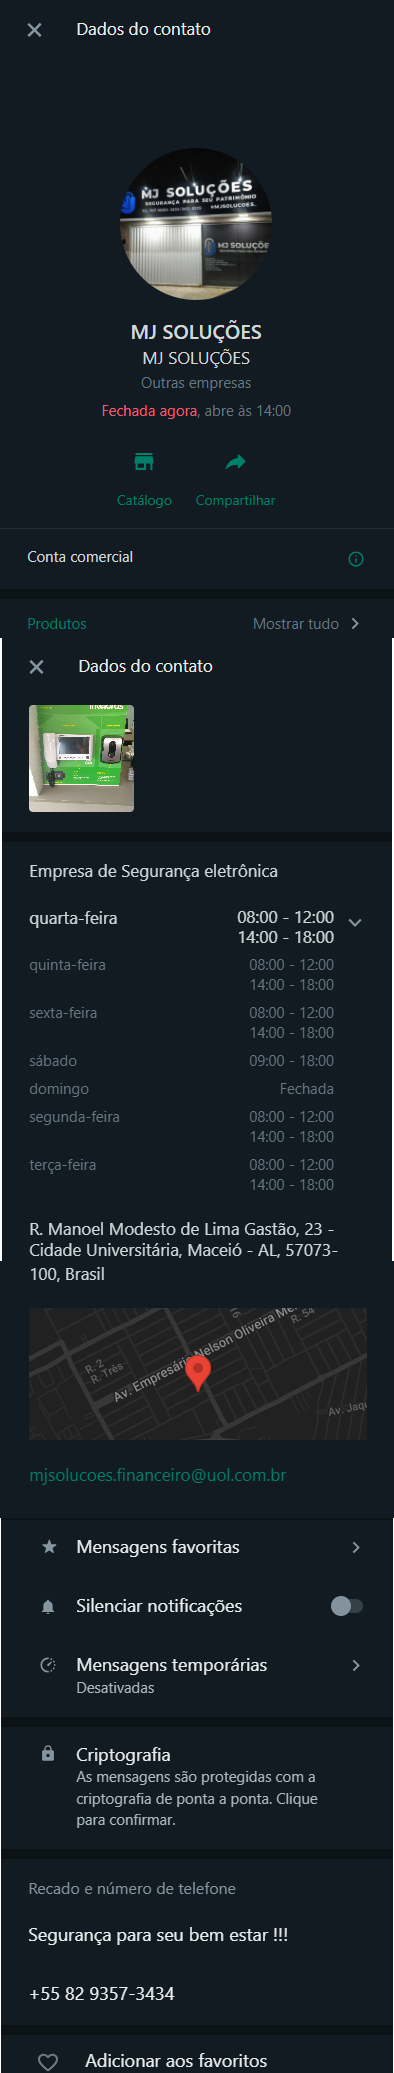 Dados do contato
MJ SOLUÇÕES
SEGURANÇA PARA SEU PATRIMÔNIO
MJ SOLUÇÕE
MJ SOLUÇÕES
MJ SOLUÇÕES
Outras empresas
Fechada agora, abre às 14:00
Catálogo Compartilhar
Conta comercial
Produtos Mostrar tudo
Dados do contato
intelbras
Empresa de Segurança eletrônica
quarta-feira 08:00 - 12:00
14:00 - 18:00
quinta-feira 08:00 - 12:00
14:00 - 18:00
sexta-feira 08:00 - 12:00
14:00 - 18:00
sábado 09:00 - 18:00
domingo Fechada
segunda-feira 08:00 - 12:00
14:00 - 18:00
terça-feira 08:00 - 12:00
14:00 - 18:00
R. Manoel Modesto de Lima Gastão, 23 -
Cidade Universitária, Maceió - AL, 57073-
100, Brasil
R. 2
R. Três
Av. Empresário Nelson Oliveira Me
R. 54
Av. Jaqu
mjsolucoes.financeiro@uol.com.br
Mensagens favoritas
Silenciar notificações
Mensagens temporárias
Desativadas
Criptografia
As mensagens são protegidas com a
criptografia de ponta a ponta. Clique
para confirmar.
Recado e número de telefone
Segurança para seu bem estar !!!
+55 82 9357-3434
Adicionar aos favoritos